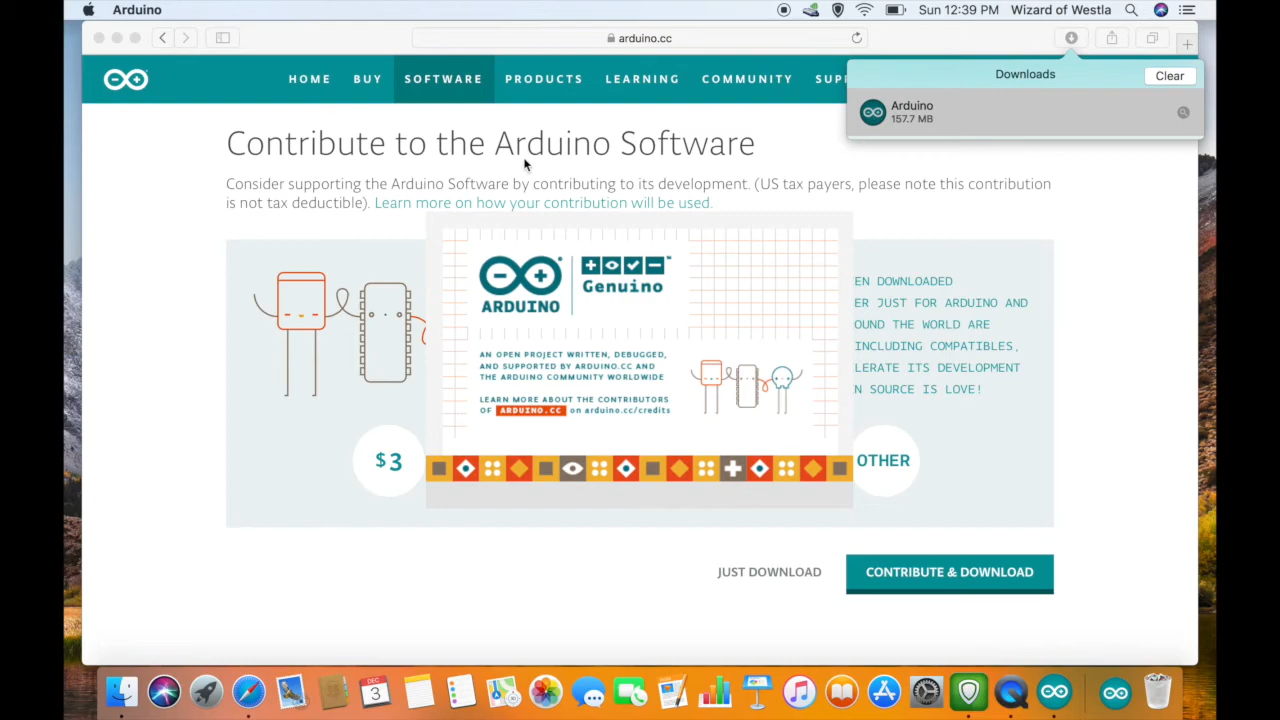 Arduino
Sun 12:39 PM Wizard of Westla
arduino.cc
HOME BUY SOFTWARE PRODUCTS LEARNING COMMUNITY SUPP
Downloads
Clear
Arduino
157.7 MB
Contribute to the Arduino Software
Consider supporting the Arduino Software by contributing to its development. (US tax payers, please note this contribution
is not tax deductible). Learn more on how your contribution will be used.
ARDUINO
Genuino
AN OPEN PROJECT WRITTEN, DEBUGGED,
AND SUPPORTED BY ARDUINO.CC AND
THE ARDUINO COMMUNITY WORLDWIDE
LEARN MORE ABOUT THE CONTRIBUTORS
OF ARDUINO.CC on arduino.cc/credits
EN DOWNLOADED
ER JUST FOR ARDUINO AND
OUND THE WORLD ARE
INCLUDING COMPATIBLES,
LERATE ITS DEVELOPMENT
N SOURCE IS LOVE!
$3
OTHER
JUST DOWNLOAD
CONTRIBUTE & DOWNLOAD
DEC
3